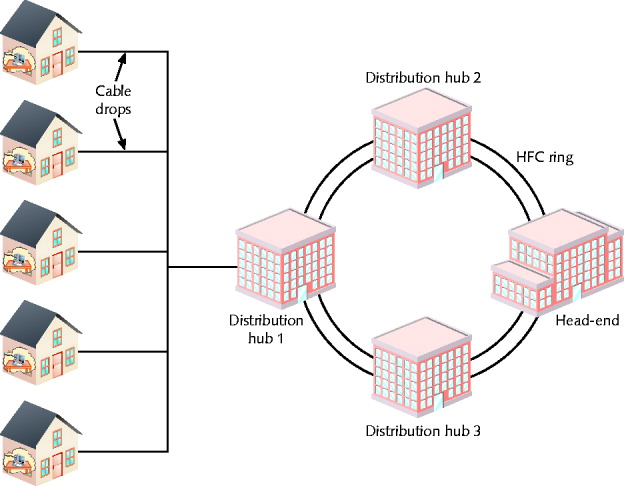 Distribution hub 2
Cable
drops
HFC ring
Distribution
hub 1
Head-end
Distribution hub 3